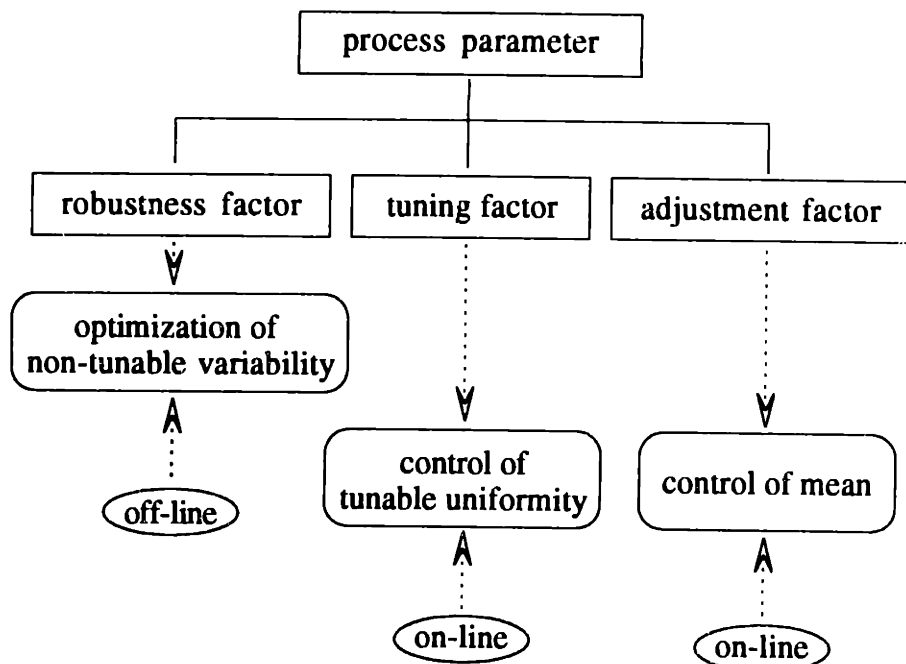 process parameter
robustness factor
tuning factor
adjustment factor
optimization of
non-tunable variability
control of
tunable uniformity
control of mean
off-line
on-line
on-line